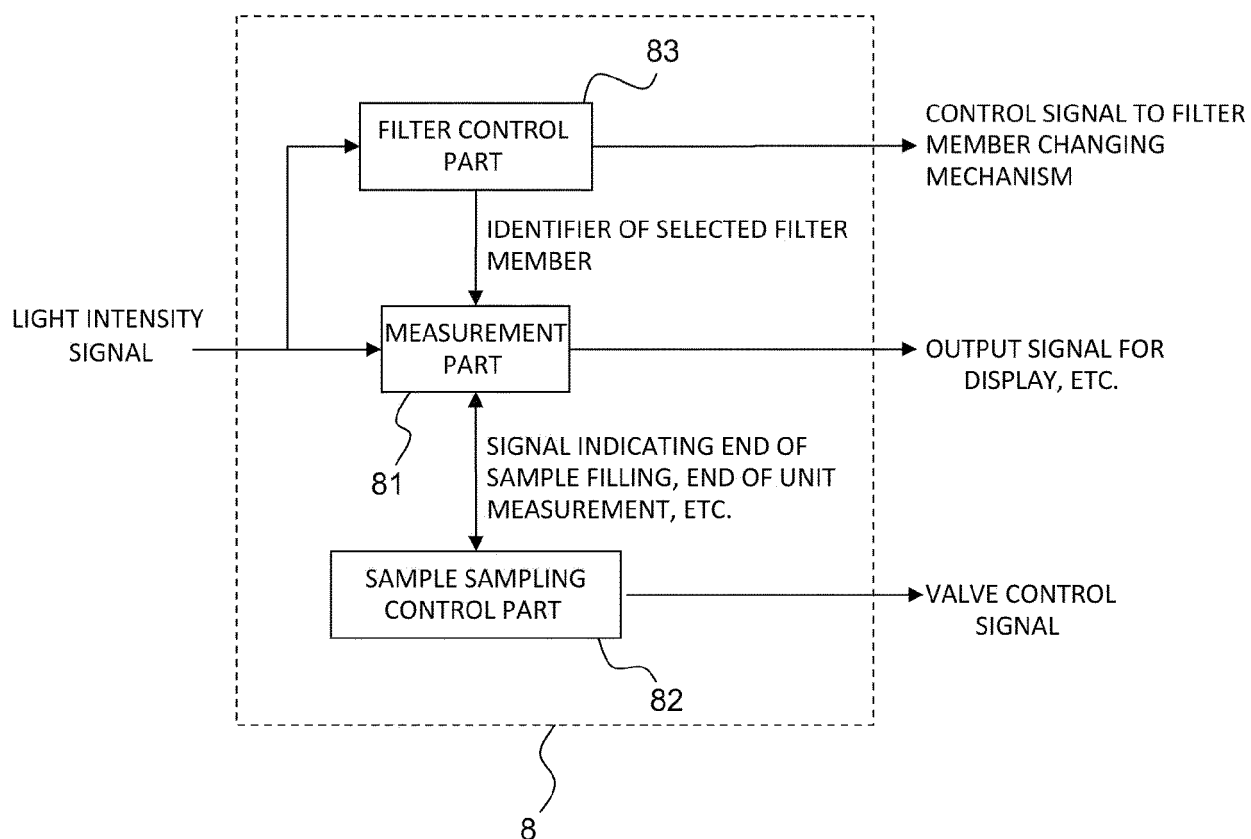 83
FILTER CONTROL
PART
CONTROL SIGNAL TO FILTER
MEMBER CHANGING
MECHANISM
IDENTIFIER OF SELECTED FILTER
MEMBER
LIGHT INTENSITY
SIGNAL
MEASUREMENT
PART
OUTPUT SIGNAL FOR
DISPLAY, ETC.
81
SIGNAL INDICATING END OF
SAMPLE FILLING, END OF UNIT
MEASUREMENT, ETC.
SAMPLE SAMPLING
CONTROL PART
VALVE CONTROL
SIGNAL
82
8